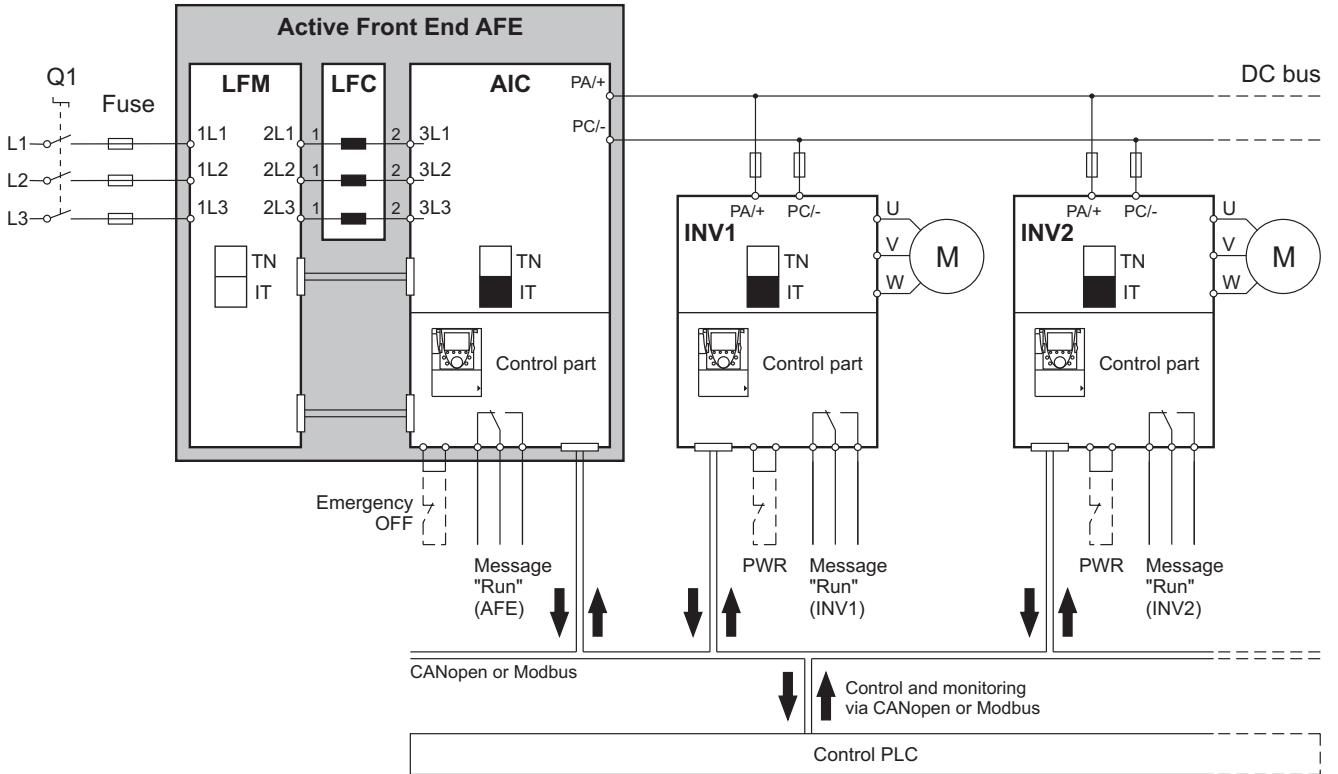 Active Front End AFE
Q1
Fuse
LFM
LFC
AIC
PA/+
DC bus
PC/-
L1
1L1
2L1
1
2
3L1
L2
1L2
2L2
1
2
3L2
L3
1L3
2L3
1
2
3L3
TN
IT
TN
IT
Control part
INV1
PA/+
PC/-
U
V
W
M
TN
IT
Control part
INV2
PA/+
PC/-
U
V
W
M
TN
IT
Control part
Emergency
OFF
Message
"Run"
(AFE)
PWR
Message
"Run"
(INV1)
PWR
Message
"Run"
(INV2)
CANopen or Modbus
Control and monitoring
via CANopen or Modbus
Control PLC